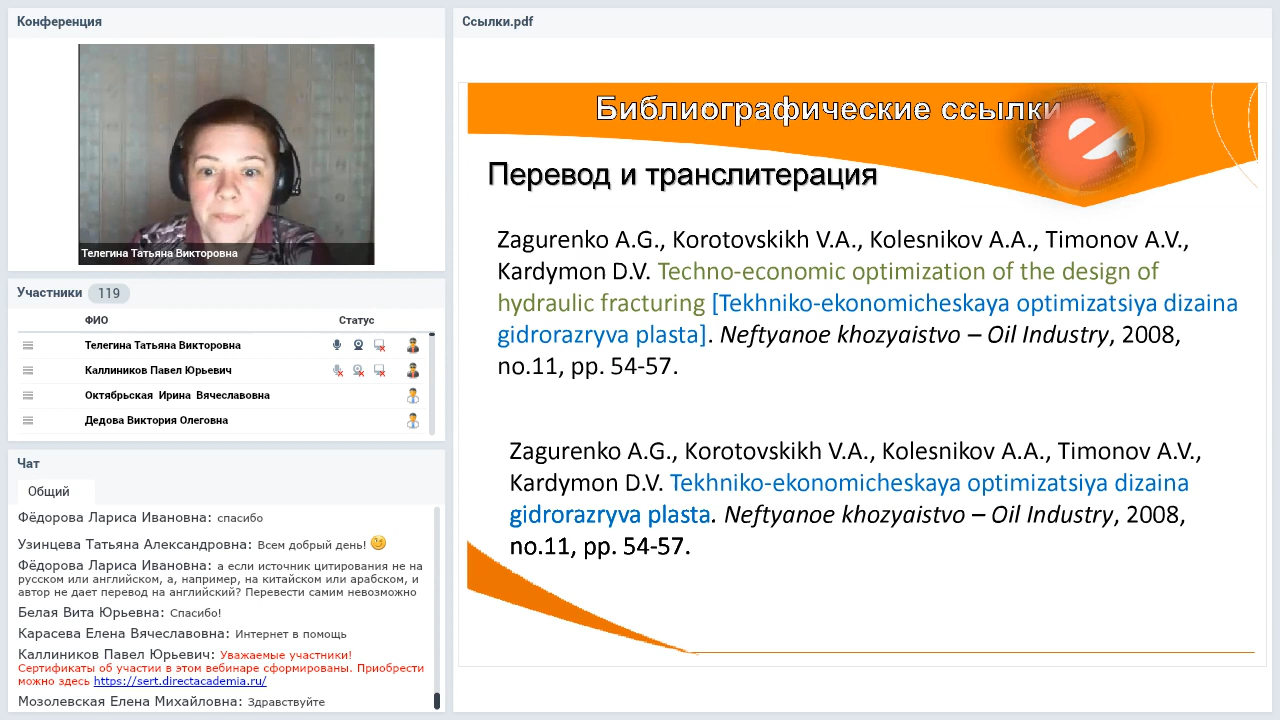 Конференция
Телегина Татьяна Викторовна
Участники 119
ФИО Статус
Телегина Татьяна Викторовна
Каллиников Павел Юрьевич
Октябрьская Ирина Вячеславовна
Дедова Виктория Олеговна
Чат
Общий
Фёдорова Лариса Ивановна: спасибо
Узинцева Татьяна Александровна: Всем добрый день!
Фёдорова Лариса Ивановна: а если источник цитирования не на
русском или английском, а, например, на китайском или арабском, и
автор не дает перевод на английский? Перевести самим невозможно
Белая Вита Юрьевна: Спасибо!
Карасева Елена Вячеславовна: Интернет в помощь
Каллиников Павел Юрьевич: Уважаемые участники!
Сертификаты об участии в этом вебинаре сформированы. Приобрести
можно здесь https://sert.directacademia.ru/
Мозолевская Елена Михайловна: Здравствуйте
Ссылки.pdf
Библиографические ссылки
Перевод и транслитерация
Zagurenko A.G., Korotovskikh V.A., Kolesnikov A.A., Timonov A.V.,
Kardymon D.V. Techno-economic optimization of the design of
hydraulic fracturing [Tekhniko-ekonomicheskaya optimizatsiya dizaina
gidrorazryva plasta]. Neftyanoe khozyaistvo – Oil Industry, 2008,
no.11, pp. 54-57.
Zagurenko A.G., Korotovskikh V.A., Kolesnikov A.A., Timonov A.V.,
Kardymon D.V. Tekhniko-ekonomicheskaya optimizatsiya dizaina
gidrorazryva plasta. Neftyanoe khozyaistvo – Oil Industry, 2008,
no.11, pp. 54-57.